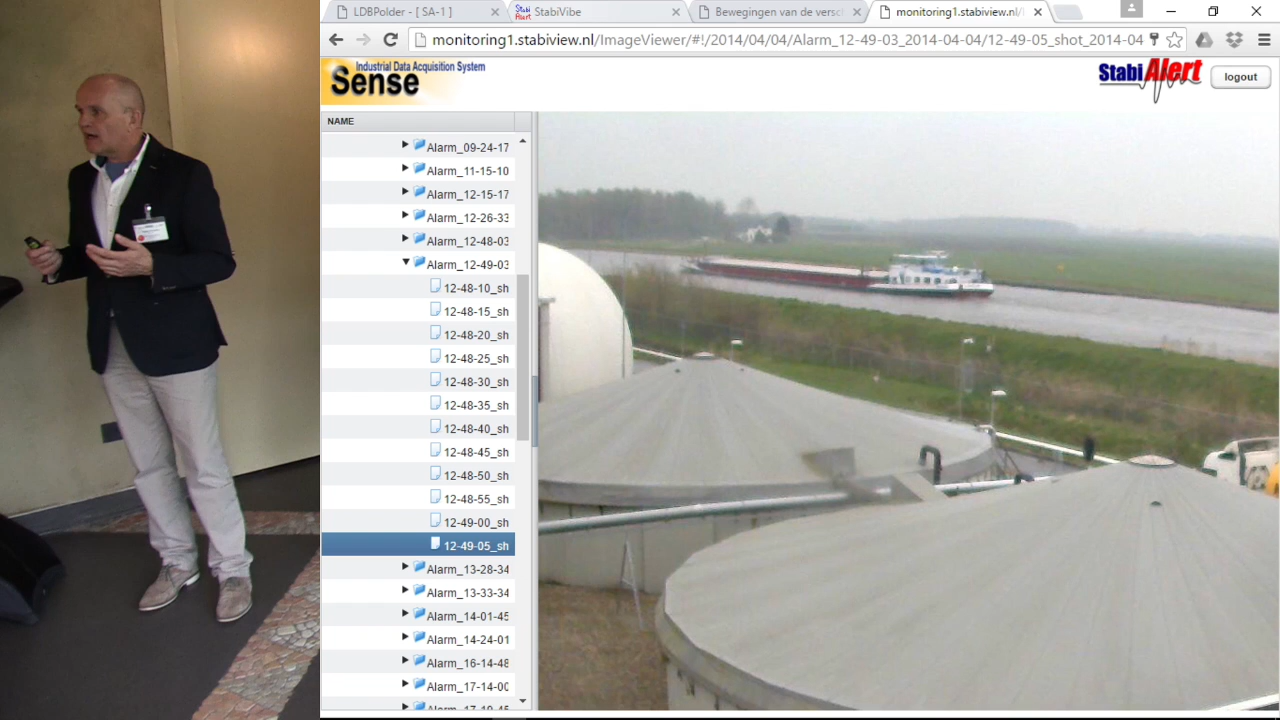 LDBPolder - [ SA-1 ]
Stabi
Alert
StabiVibe
Bewegingen van de versc
monitoring1.stabiview.nl/
monitoring1.stabiview.nl/ImageViewer/#!/2014/04/04/Alarm_12-49-03_2014-04-04/12-49-05_shot_2014-04
Industrial Data Acquisition System
Sense
StabiAlert
logout
NAME
Alarm_09-24-17
Alarm_11-15-10
Alarm_12-15-17
Alarm_12-26-33
Alarm_12-48-03
Alarm_12-49-03
12-48-10_sh
12-48-15_sh
12-48-20_sh
12-48-25_sh
12-48-30_sh
12-48-35_sh
12-48-40_sh
12-48-45_sh
12-48-50_sh
12-48-55_sh
12-49-00_sh
12-49-05_sh
Alarm_13-28-34
Alarm_13-33-34
Alarm_14-01-45
Alarm_14-24-01
Alarm_16-14-48
Alarm_17-14-00
Alarm_17-19-45